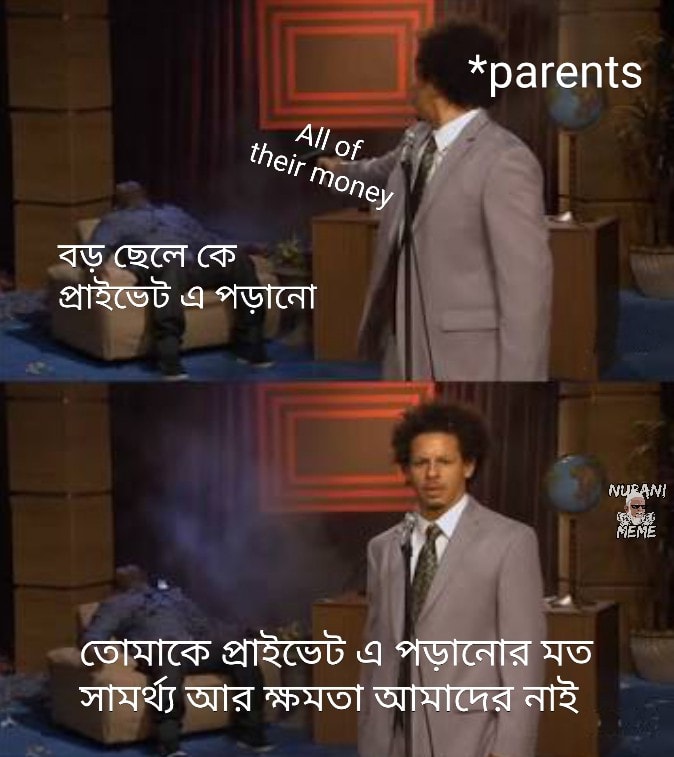 *parents
All of
their money
বড় ছেলে কে
প্রাইভেট এ পড়ানো
NURANI
MEME
তোমাকে প্রাইভেট এ পড়ানোর মত
সামর্থ্য আর ক্ষমতা আমাদের নাই